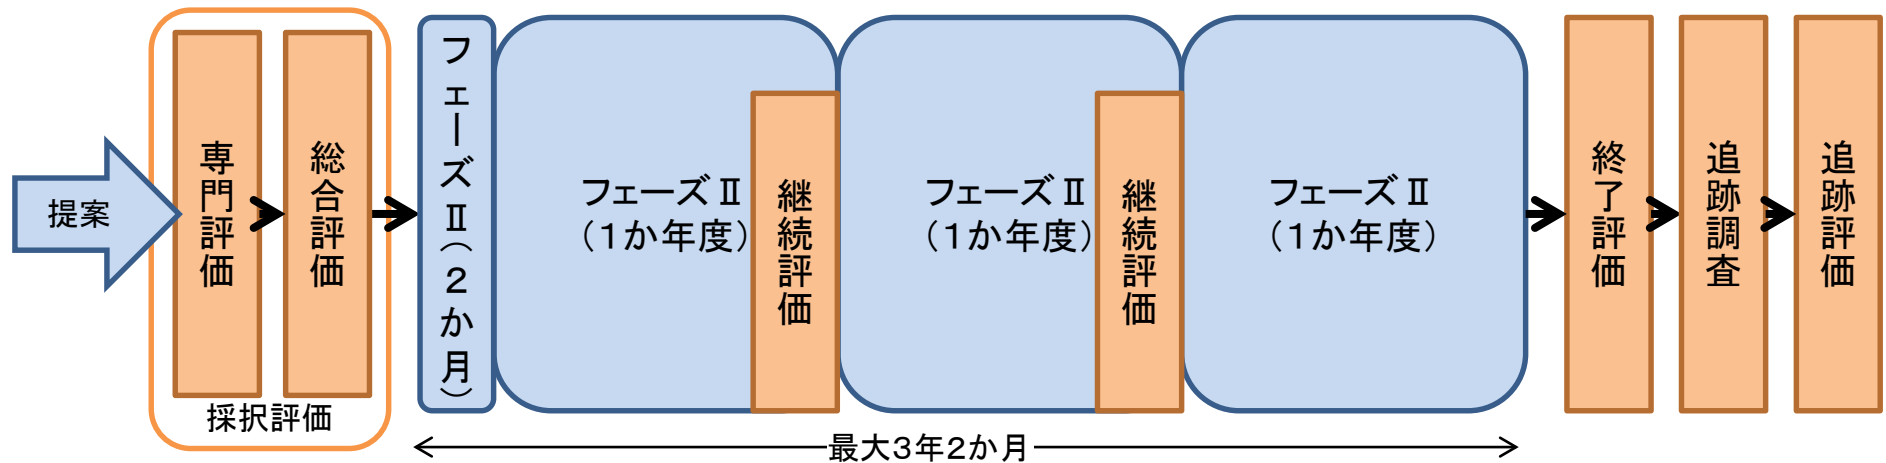 提案
専門評価
総合評価
採択評価
フェーズⅡ(2か月)
フェーズⅡ
(1か年度)
継続評価
フェーズⅡ
(1か年度)
継続評価
フェーズⅡ
(1か年度)
最大3年2か月
終了評価
追跡調査
追跡評価